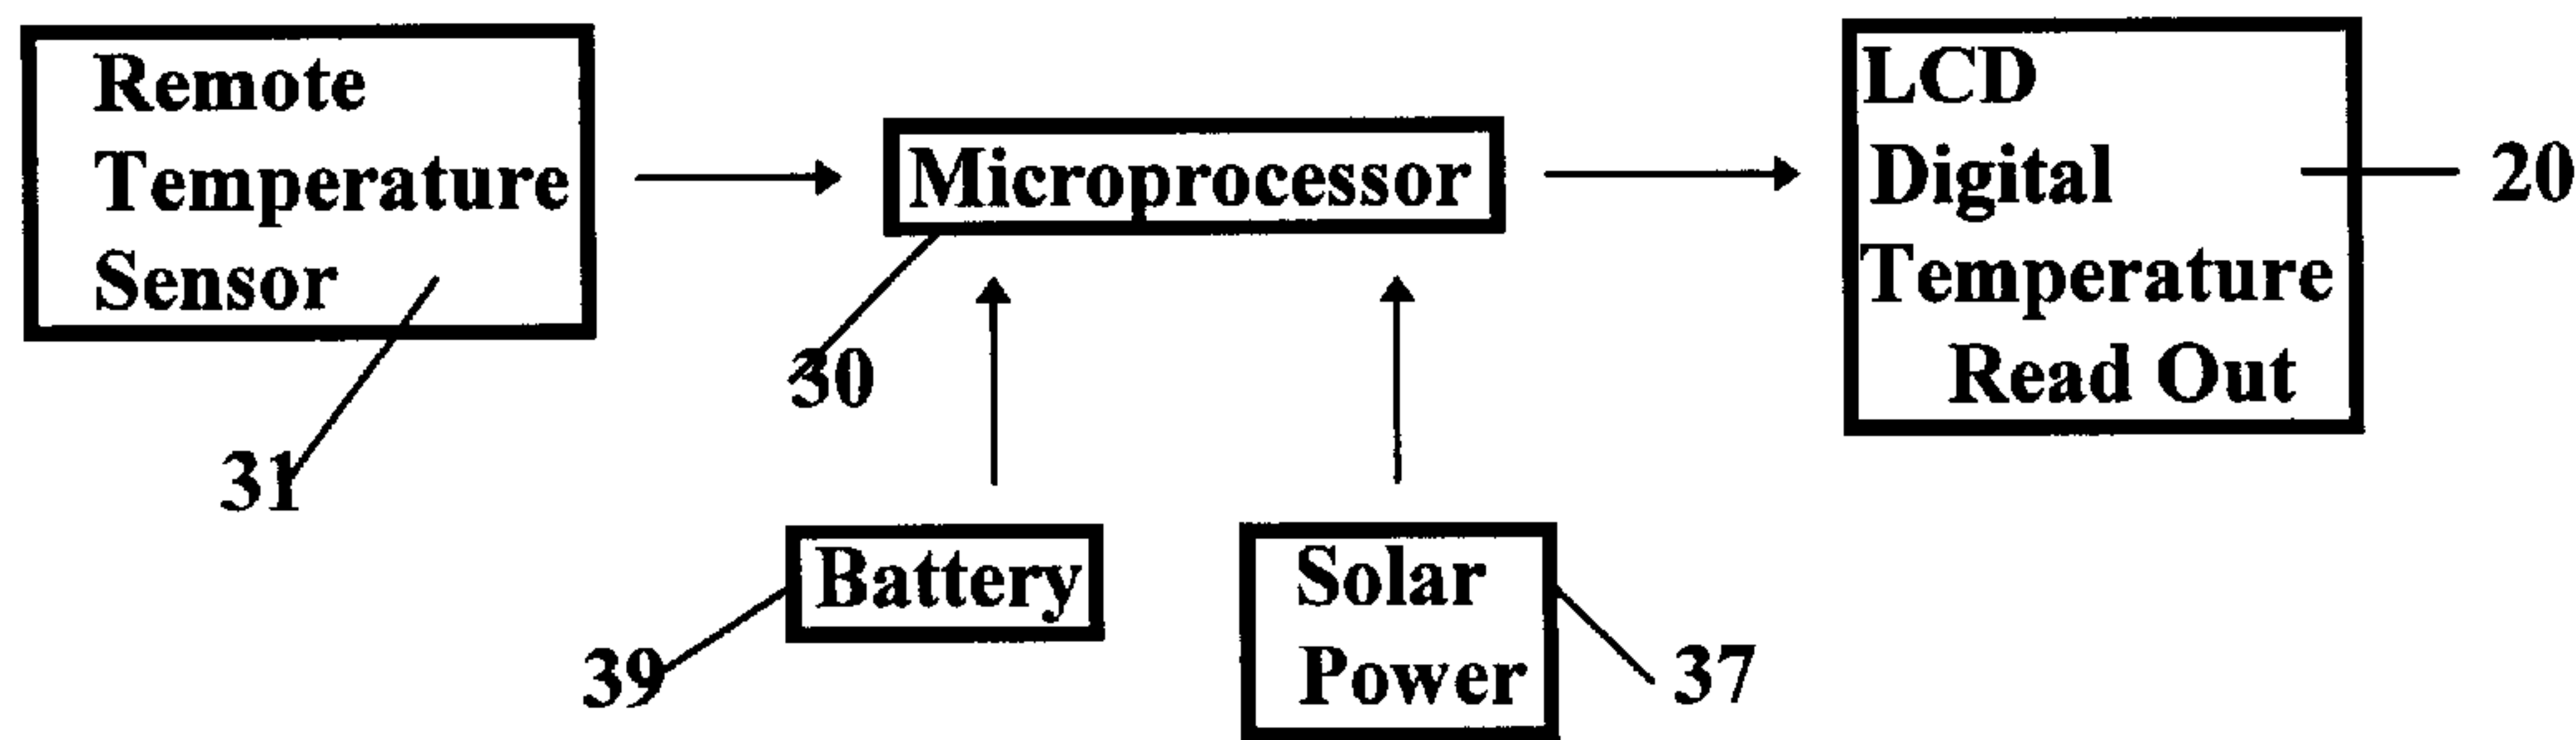 Remote
Temperature
Sensor
31
Microprocessor
30
LCD
Digital
Temperature
Read Out
20
Battery
39
Solar
Power
37